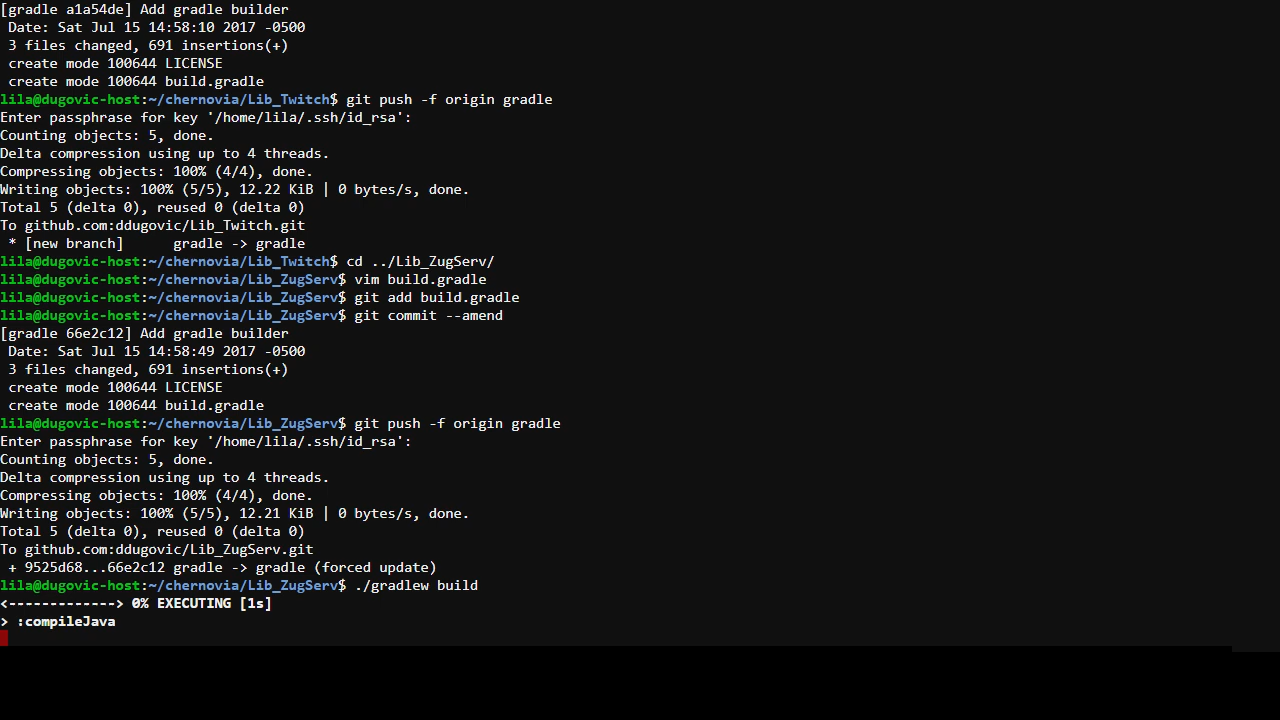 [gradle a1a54de] Add gradle builder
 Date: Sat Jul 15 14:58:10 2017 -0500
 3 files changed, 691 insertions(+)
 create mode 100644 LICENSE
 create mode 100644 build.gradle
lila@dugovic-host:~/chernovia/Lib_Twitch$ git push -f origin gradle
Enter passphrase for key '/home/lila/.ssh/id_rsa':
Counting objects: 5, done.
Delta compression using up to 4 threads.
Compressing objects: 100% (4/4), done.
Writing objects: 100% (5/5), 12.22 KiB | 0 bytes/s, done.
Total 5 (delta 0), reused 0 (delta 0)
To github.com:ddugovic/Lib_Twitch.git
 * [new branch]      gradle -> gradle
lila@dugovic-host:~/chernovia/Lib_Twitch$ cd ../Lib_ZugServ/
lila@dugovic-host:~/chernovia/Lib_ZugServ$ vim build.gradle
lila@dugovic-host:~/chernovia/Lib_ZugServ$ git add build.gradle
lila@dugovic-host:~/chernovia/Lib_ZugServ$ git commit --amend
[gradle 66e2c12] Add gradle builder
 Date: Sat Jul 15 14:58:49 2017 -0500
 3 files changed, 691 insertions(+)
 create mode 100644 LICENSE
 create mode 100644 build.gradle
lila@dugovic-host:~/chernovia/Lib_ZugServ$ git push -f origin gradle
Enter passphrase for key '/home/lila/.ssh/id_rsa':
Counting objects: 5, done.
Delta compression using up to 4 threads.
Compressing objects: 100% (4/4), done.
Writing objects: 100% (5/5), 12.21 KiB | 0 bytes/s, done.
Total 5 (delta 0), reused 0 (delta 0)
To github.com:ddugovic/Lib_ZugServ.git
 + 9525d68...66e2c12 gradle -> gradle (forced update)
lila@dugovic-host:~/chernovia/Lib_ZugServ$ ./gradlew build
<-------------> 0% EXECUTING [1s]
> :compileJava